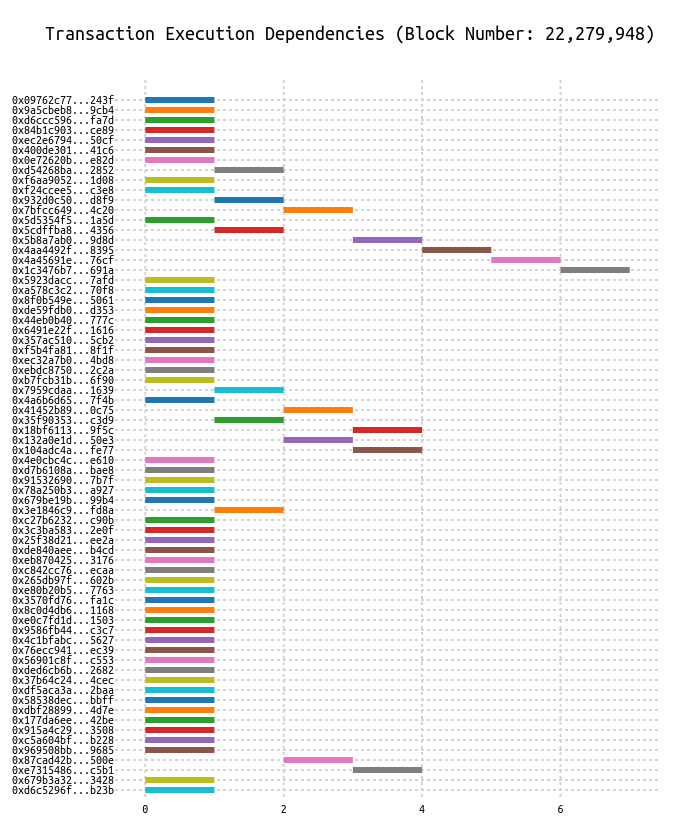 Transaction Execution Dependencies (Block Number: 22,279,948)
0x09762c77...243f
0x9a5cbeb8...9cb4
0xd6ccc596...fa7d
0x84b1c903...ce89
0xec2e6794...50cf
0x400de301...41c6
0x0e72620b...e82d
0xd54268ba...2852
0xf6aa9052...1d08
0xf24ccee5...c3e8
0x932d0c50...d8f9
0x7bfcc649...4c20
0x5d5354f5...1a5d
0x5cdffba8...4356
0x5b8a7ab0...9d8d
0x4aa4492f...8395
0x4a45691e...76cf
0x1c3476b7...691a
0x5923dacc...7afd
0xa578c3c2...70f8
0x8f0b549e...5061
0xde59fdb0...d353
0x44eb0b40...777c
0x6491e22f...1616
0x357ac510...5cb2
0xf5b4fa81...8f1f
0xec32a7b0...4bd8
0xebdc8750...2c2a
0xb7fcb31b...6f90
0x7959cdaa...1639
0x4a6b6d65...7f4b
0x41452b89...0c75
0x35f90353...c3d9
0x18bf6113...9f5c
0x132a0e1d...50e3
0x104adc4a...fe77
0x4e0cbc4c...e610
0xd7b6108a...bae8
0x91532690...7b7f
0x78a250b3...a927
0x679be19b...99b4
0x3e1846c9...fd8a
0xc27b6232...c90b
0x3c3ba583...2e0f
0x25f38d21...ee2a
0xde840aee...b4cd
0xeb870425...3176
0xc842cc76...ecaa
0x265db97f...602b
0xe80b20b5...7763
0x3570fd76...fa1c
0x8c0d4db6...1168
0xe0c7fd1d...1503
0x9586fb44...c3c7
0x4c1bfabc...5627
0x76ecc941...ec39
0x56901c8f...c553
0xded6cb6b...2682
0x37b64c24...4cec
0xdf5aca3a...2baa
0x58538dec...bbff
0xdbf28899...4d7e
0x177da6ee...42be
0x915a4c29...3508
0xc5a604bf...b228
0x969508bb...9685
0x87cad42b...500e
0xe7315486...c5b1
0x679b3a32...3428
0xd6c5296f...b23b
0 2 4 6